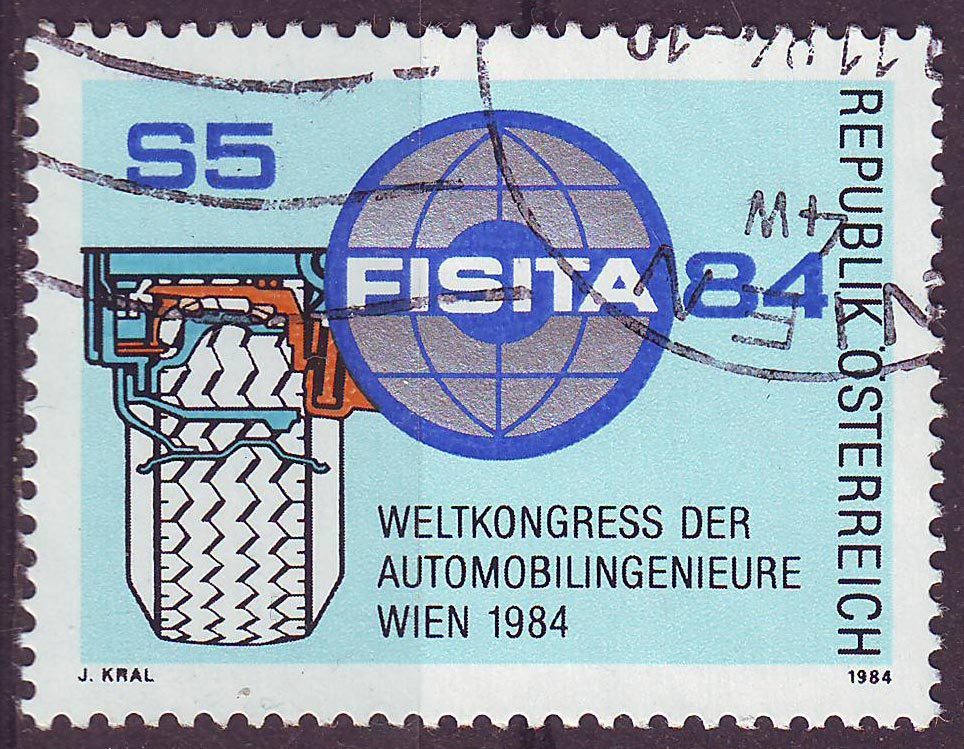 S5
FISITA 84
REPUBLIK ÖSTERREICH
WELTKONGRESS DER
AUTOMOBILINGENIEURE
WIEN 1984
J. KRAL
1984